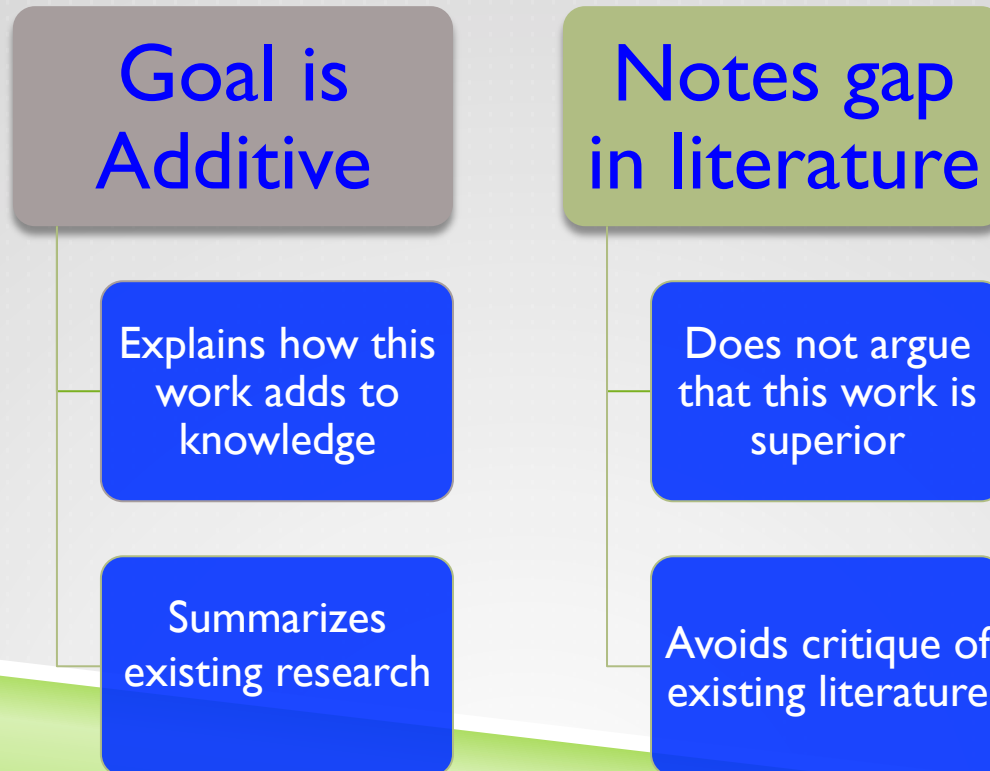 Goal is
Additive
Explains how this
work adds to
knowledge
Summarizes
existing research
Notes gap
in literature
Does not argue
that this work is
superior
Avoids critique of
existing literature